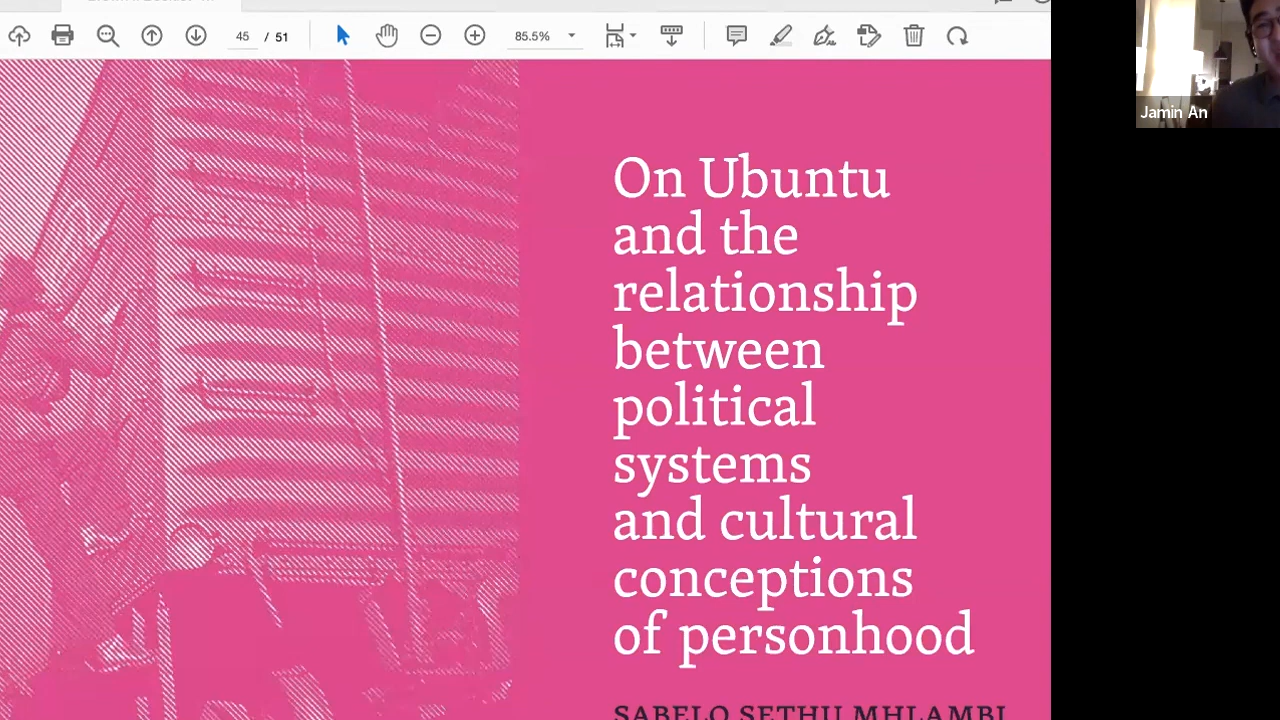 45 / 51
85.5%
Jamin An
On Ubuntu
and the
relationship
between
political
systems
and cultural
conceptions
of personhood
SABELO SETHU MHLAMBI